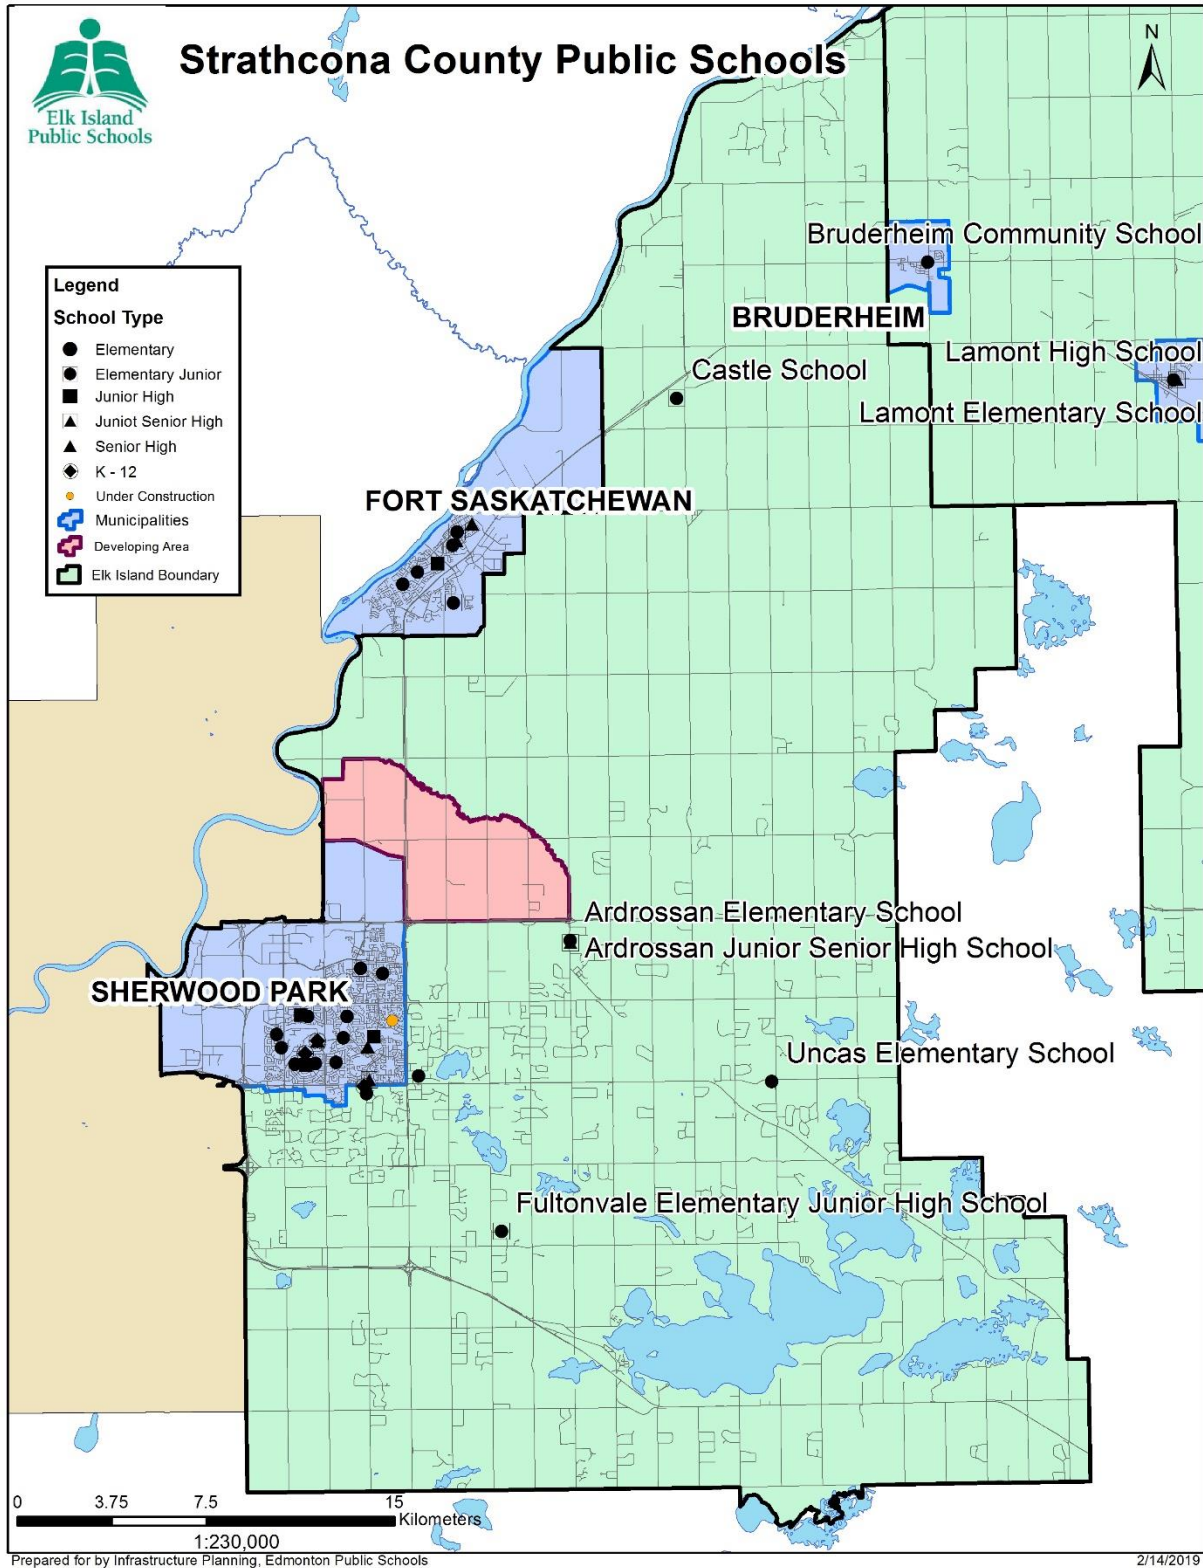 Strathcona County Public Schools
N
Elk Island
Public Schools
Bruderheim Community School
BRUDERHEIM
Legend
School Type
Elementary
Elementary Junior
Junior High
Juniot Senior High
Senior High
K - 12
Under Construction
Municipalities
Developing Area
Elk Island Boundary
Lamont High School
Castle School
Lamont Elementary School
FORT SASKATCHEWAN
Ardrossan Elementary School
Ardrossan Junior Senior High School
SHERWOOD PARK
Uncas Elementary School
Fultonvale Elementary Junior High School
0 3.75 7.5 15
Kilometers
1:230,000
Prepared for by Infrastructure Planning, Edmonton Public Schools
2/14/2019